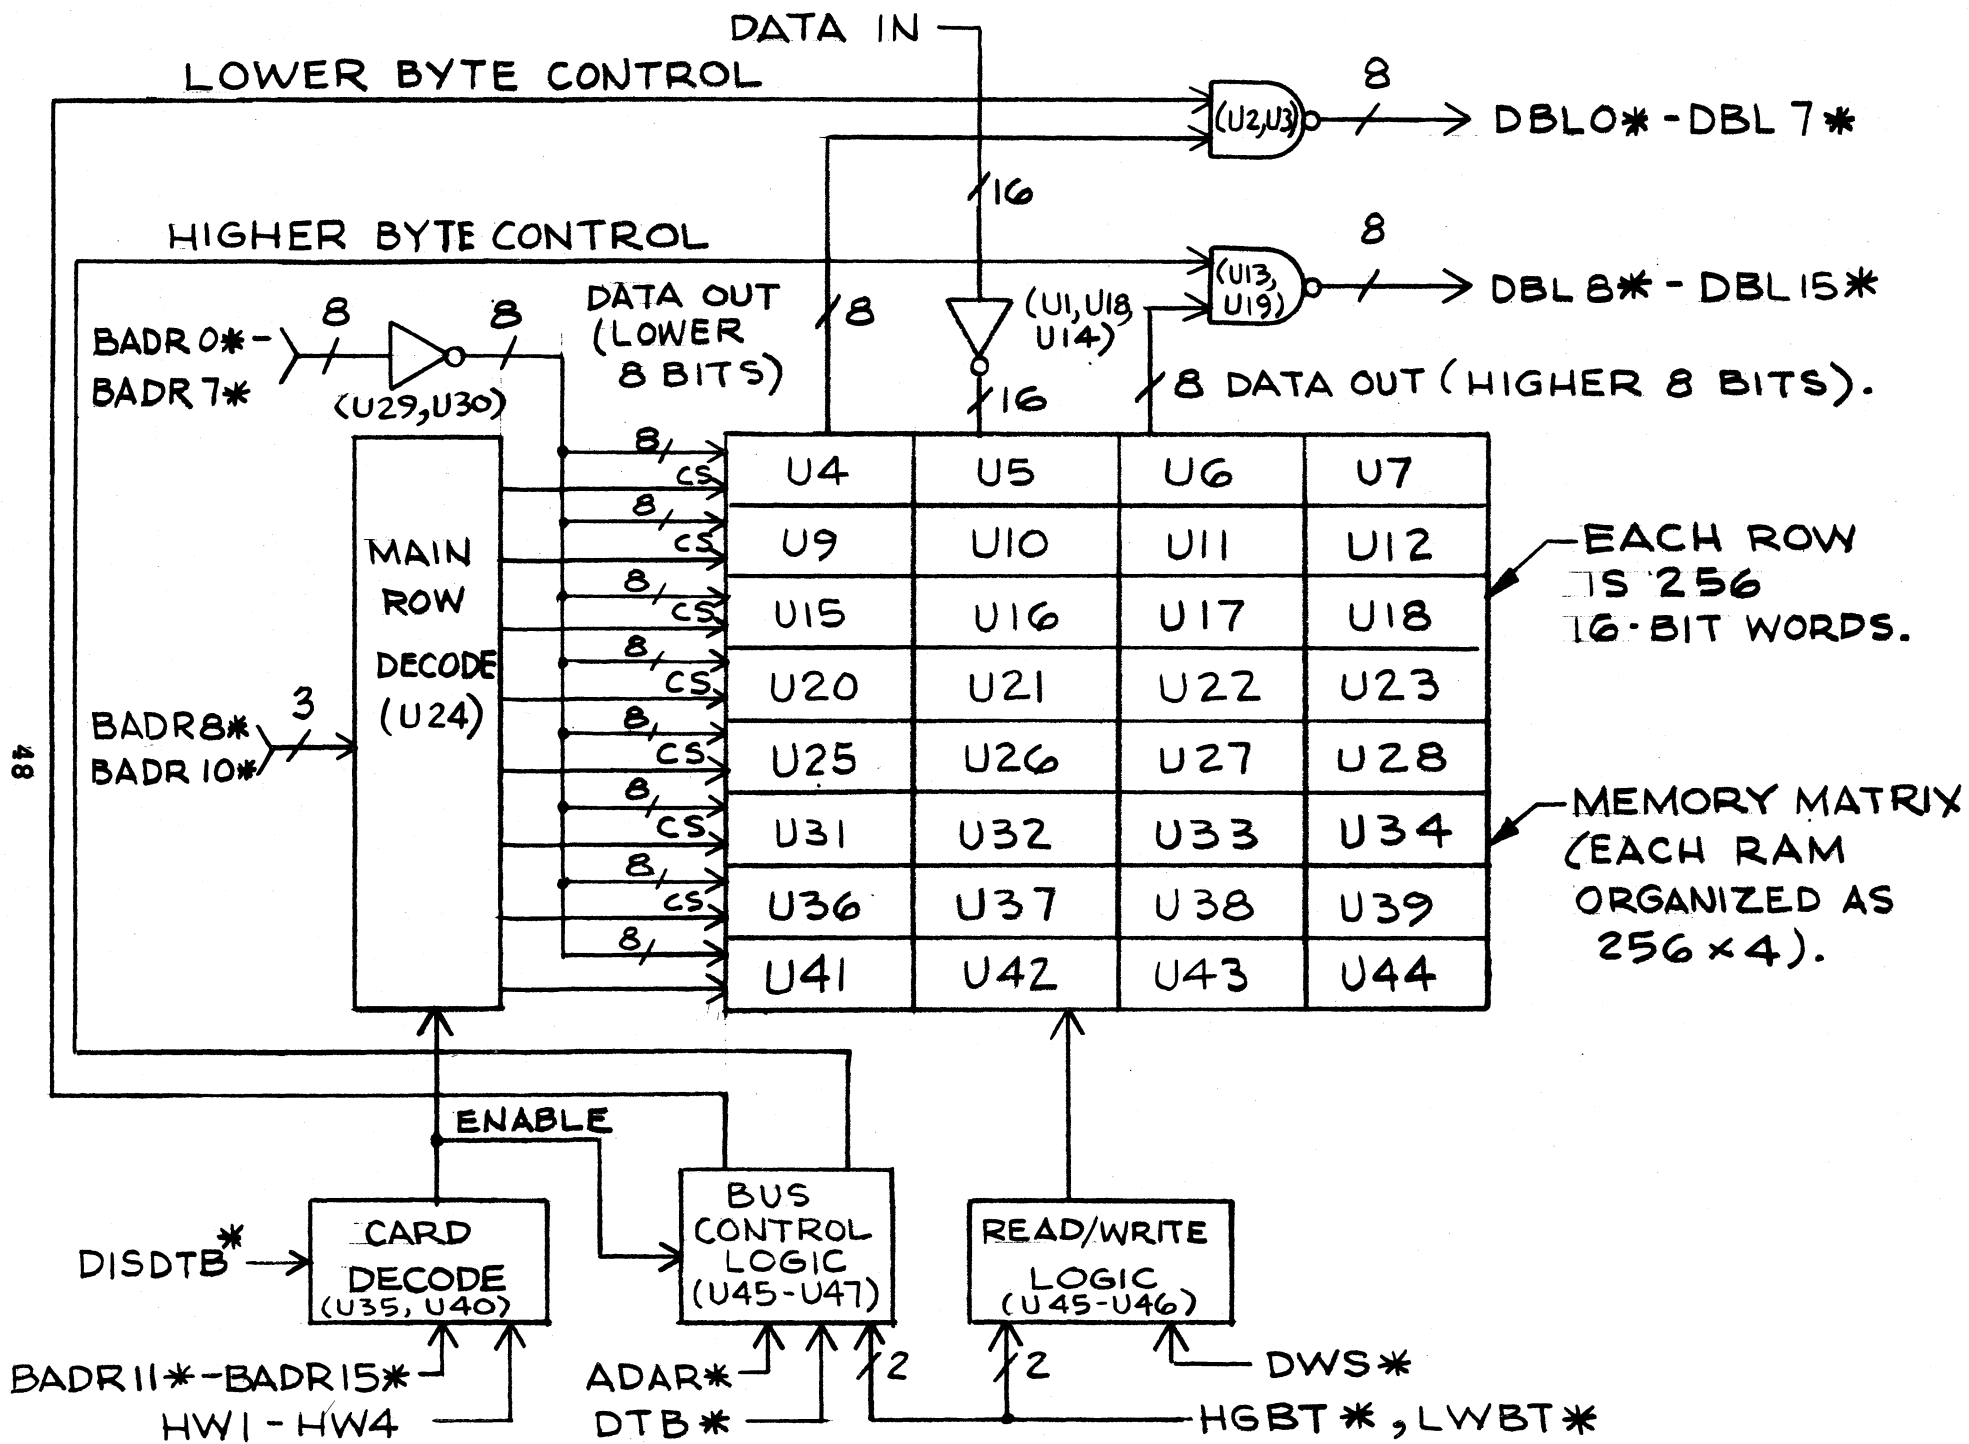 DATA IN
LOWER BYTE CONTROL
8
(U2,U3)
DBL0* - DBL 7*
16
HIGHER BYTE CONTROL
8
(U13,
U19)
DBL 8* - DBL15*
DATA OUT
(LOWER
8 BITS)
8
(U1,U18,
U14)
BADR 0* -
BADR 7*
8
8
(U29,U30)
16
8 DATA OUT (HIGHER 8 BITS).
MAIN
ROW
DECODE
(U24)
8
CS
U4 U5 U6 U7
8
CS
U9 U10 U11 U12
8
CS
U15 U16 U17 U18
8
CS
U20 U21 U22 U23
8
CS
U25 U26 U27 U28
8
CS
U31 U32 U33 U34
8
CS
U36 U37 U38 U39
8
U41 U42 U43 U44
EACH ROW
IS 256
16-BIT WORDS.
MEMORY MATRIX
(EACH RAM
ORGANIZED AS
256 x 4).
BADR8*
BADR 10*
3
48
ENABLE
DISDTB*
CARD
DECODE
(U35, U40)
BUS
CONTROL
LOGIC
(U45-U47)
READ/WRITE
LOGIC
(U45-U46)
BADR11*-BADR15*
HW1 - HW4
ADAR*
DTB*
2
2
DWS*
HGBT*, LWBT*